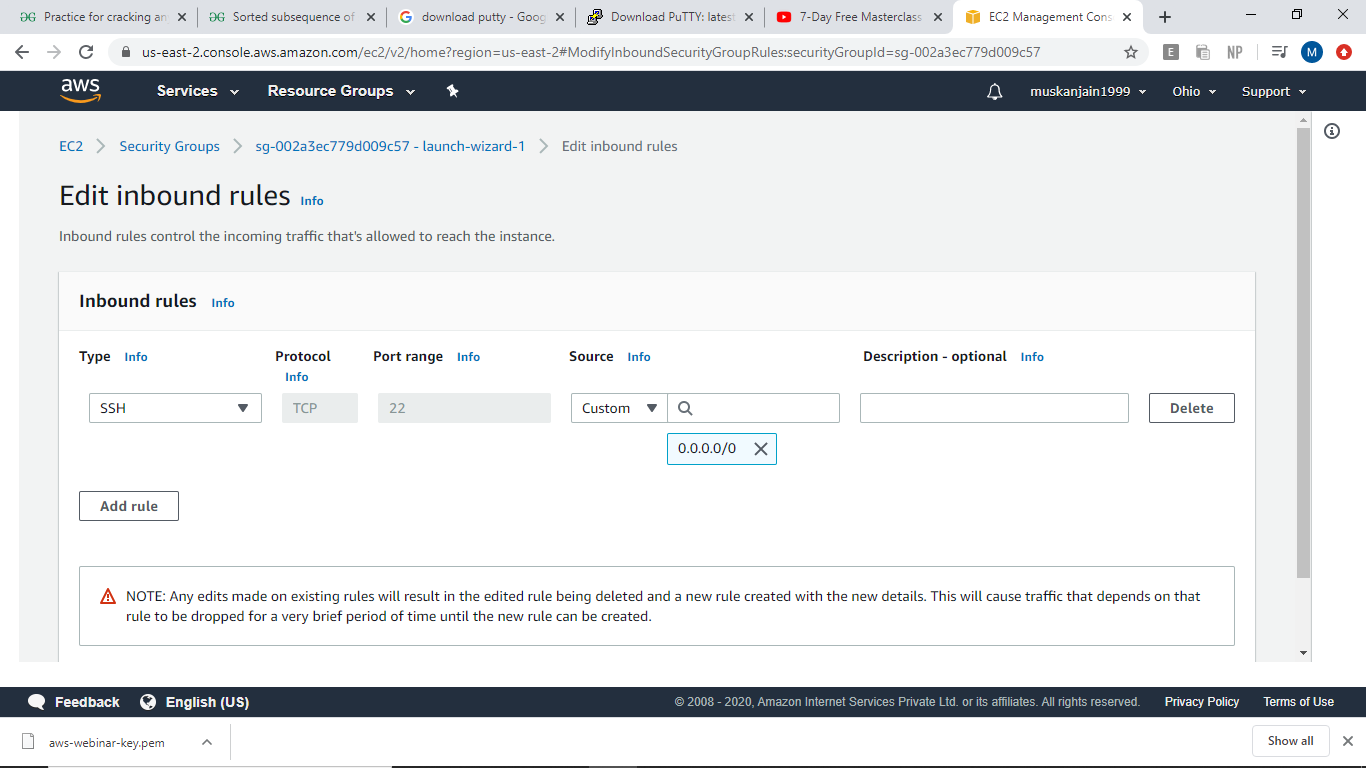 Practice for cracking an
Sorted subsequence of
download putty - Goog
Download PuTTY: latest
7-Day Free Masterclass
EC2 Management Cons
us-east-2.console.aws.amazon.com/ec2/v2/home?region=us-east-2#ModifyInboundSecurityGroupRules:securityGroupId=sg-002a3ec779d009c57
E
NP
M
aws
Services
Resource Groups
muskanjain1999
Ohio
Support
EC2
Security Groups
sg-002a3ec779d009c57 - launch-wizard-1
Edit inbound rules
Edit inbound rules Info
Inbound rules control the incoming traffic that's allowed to reach the instance.
Inbound rules Info
Type Info
Protocol
Info
Port range Info
Source Info
Description - optional Info
SSH
TCP
22
Custom
Delete
0.0.0.0/0
Add rule
NOTE: Any edits made on existing rules will result in the edited rule being deleted and a new rule created with the new details. This will cause traffic that depends on that
rule to be dropped for a very brief period of time until the new rule can be created.
Feedback
English (US)
© 2008 - 2020, Amazon Internet Services Private Ltd. or its affiliates. All rights reserved.
Privacy Policy
Terms of Use
aws-webinar-key.pem
Show all